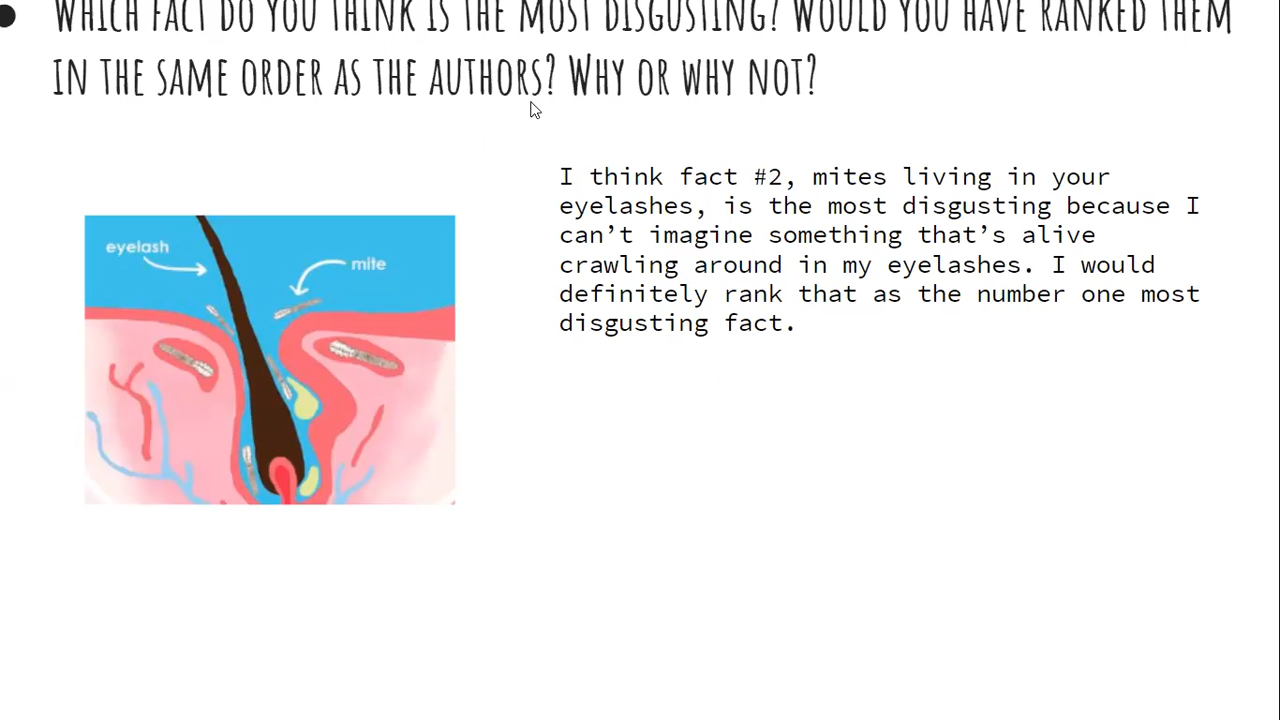 WHICH FACT DO YOU THINK IS THE MOST DISGUSTING? WOULD YOU HAVE RANKED THEM
IN THE SAME ORDER AS THE AUTHORS? WHY OR WHY NOT?
I think fact #2, mites living in your
eyelashes, is the most disgusting because I
can’t imagine something that’s alive
crawling around in my eyelashes. I would
definitely rank that as the number one most
disgusting fact.
eyelash
mite